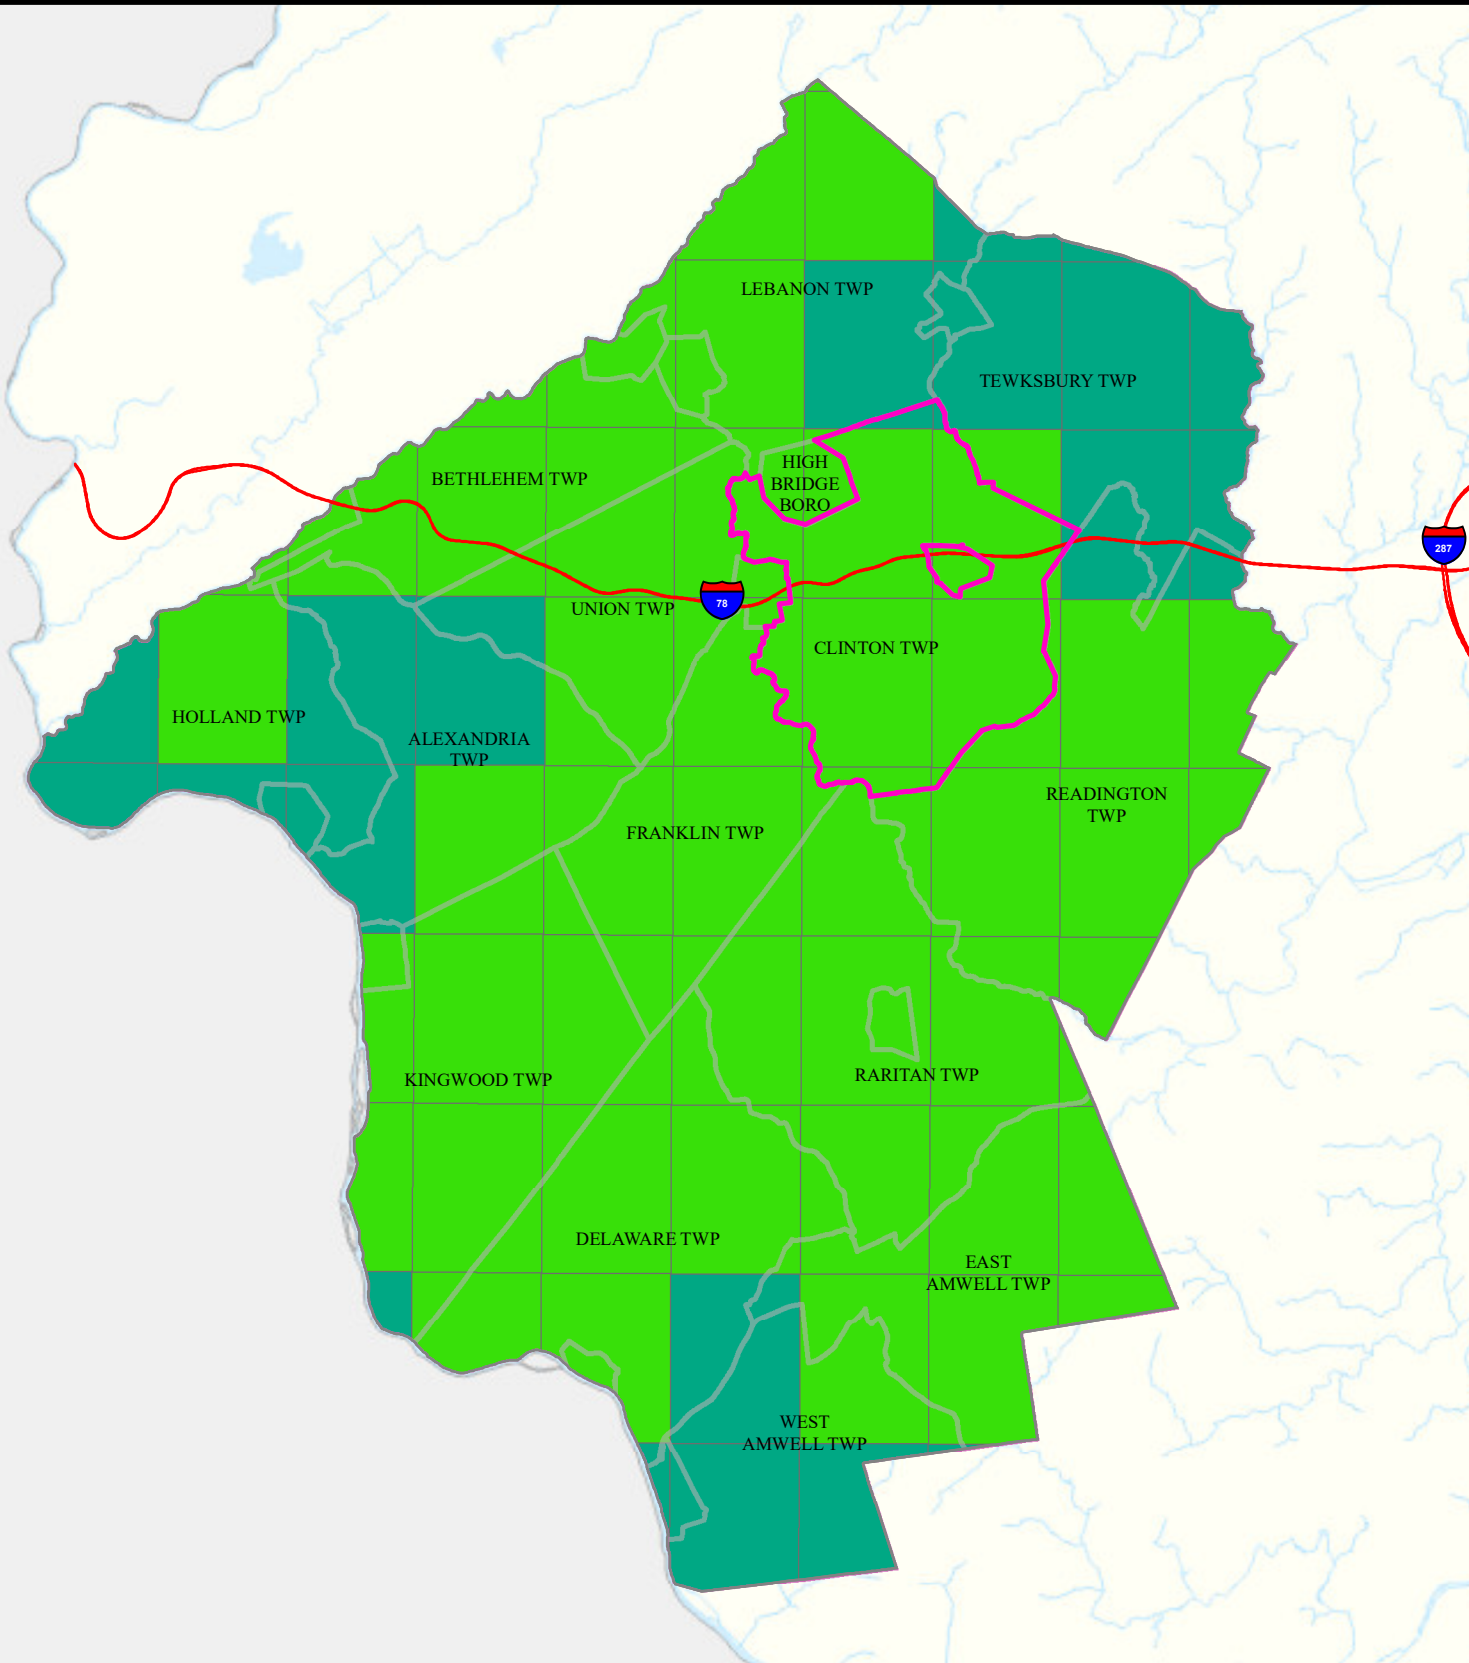 LEBANON TWP
TEWKSBURY TWP
HIGH
BRIDGE
BORO
BETHLEHEM TWP
287
78
UNION TWP
CLINTON TWP
HOLLAND TWP
ALEXANDRIA
TWP
READINGTON
TWP
FRANKLIN TWP
RARITAN TWP
KINGWOOD TWP
DELAWARE TWP
EAST
AMWELL TWP
WEST
AMWELL TWP